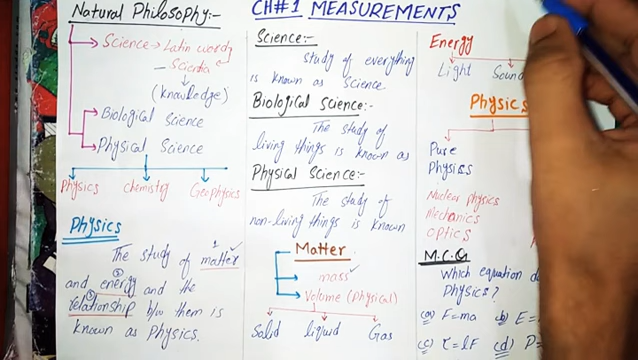 CH#1 MEASUREMENTS
Natural Philosophy:-
Science → Latin words
Scientia
(Knowledge)
Biological Science
Physical Science
Physics chemistry Geophysics
Physics
The study of matter
and energy and the
relationship b/w them is
known as Physics.
Science:-
study of everything
is known as Science
Biological Science:-
The study of
living things is known as
Physical Science:-
The study of
non-living things is known
Matter
mass
Volume (Physical)
Solid liquid Gas
Energy
Light Sound
Physics
Pure
Physics
Nuclear physics
Mechanics
Optics
M.C.Q
Which equation
Physics?
(a) F=ma (b) E=
(c) τ=lF (d) P=